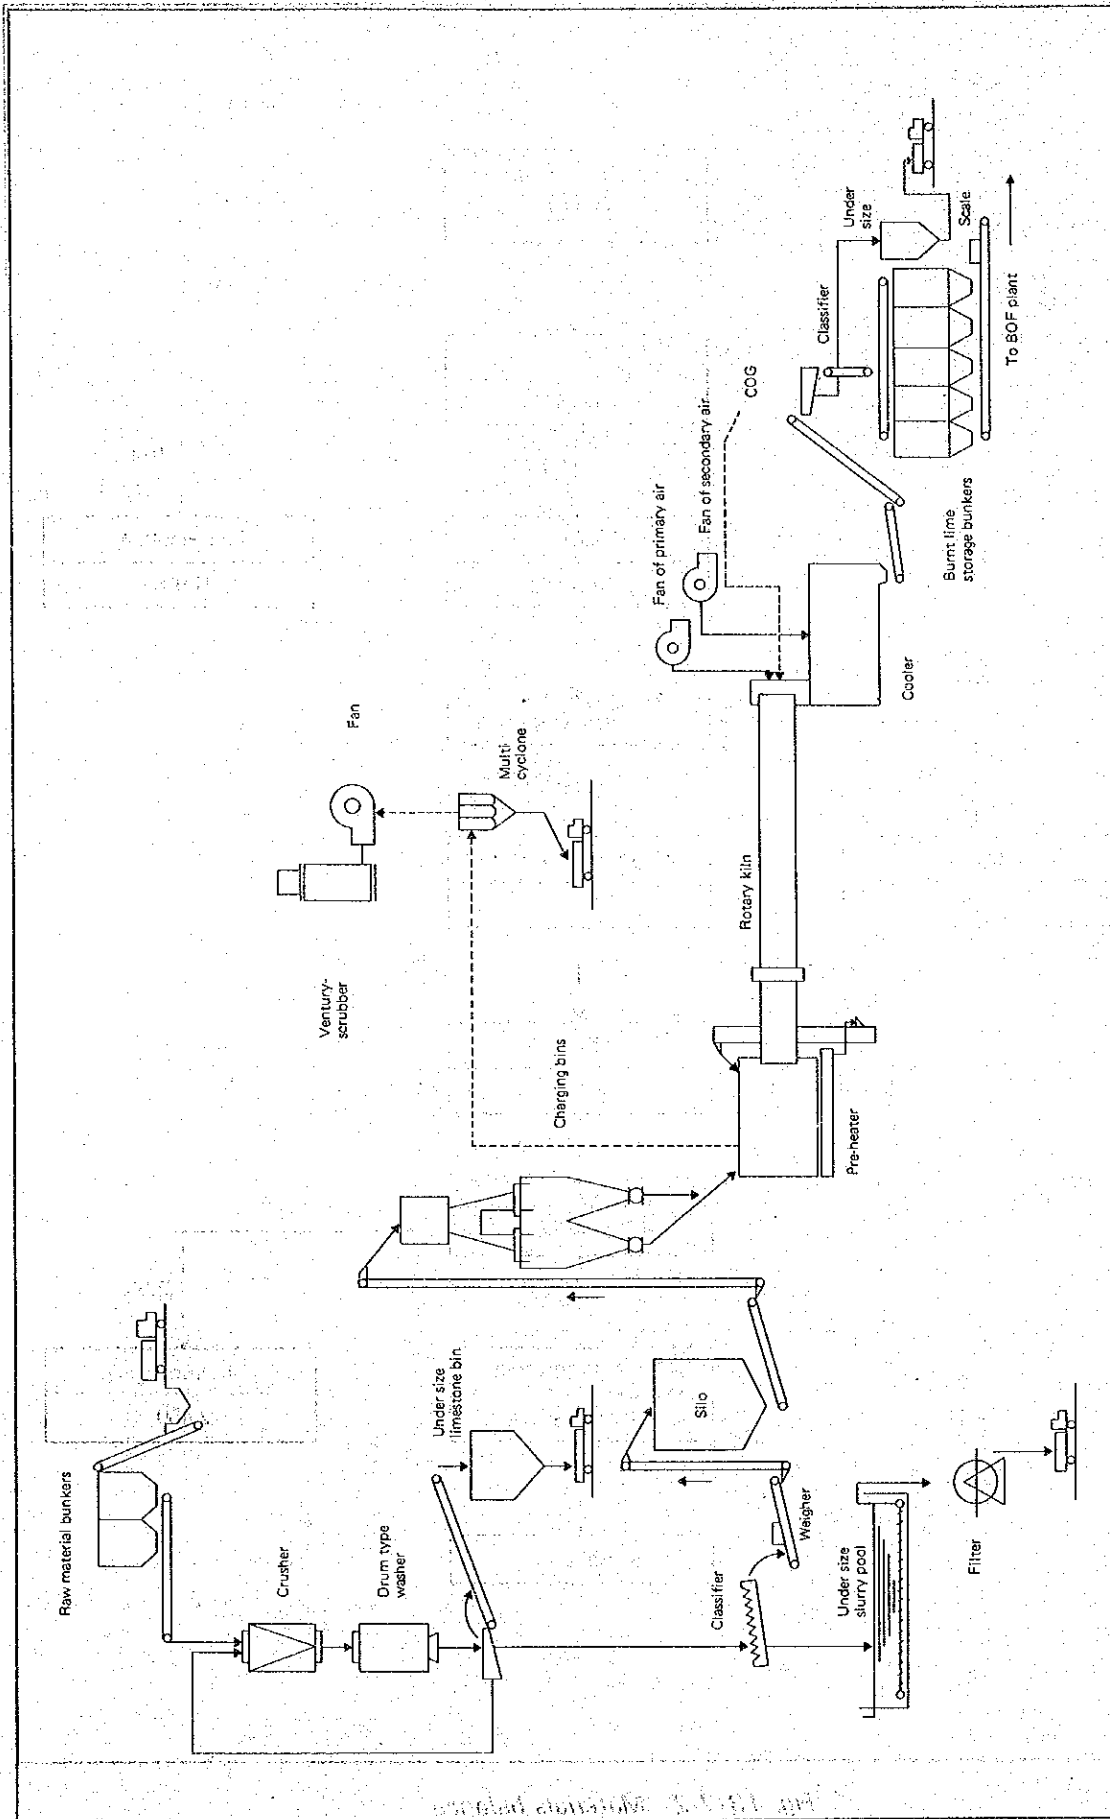 Raw material bunkers
Crusher
Drum type
washer
Under size
limestone bin
Classifier
Weigher
Silo
Under size
slurry pool
Filter
Charging bins
Pre-heater
Ventury-
scrubber
Fan
Multi
cyclone
Rotary kiln
Fan of primary air
Fan of secondary air
COG
Cooler
Burnt lime
storage bunkers
Classifier
Under
size
Scale
To BOF plant